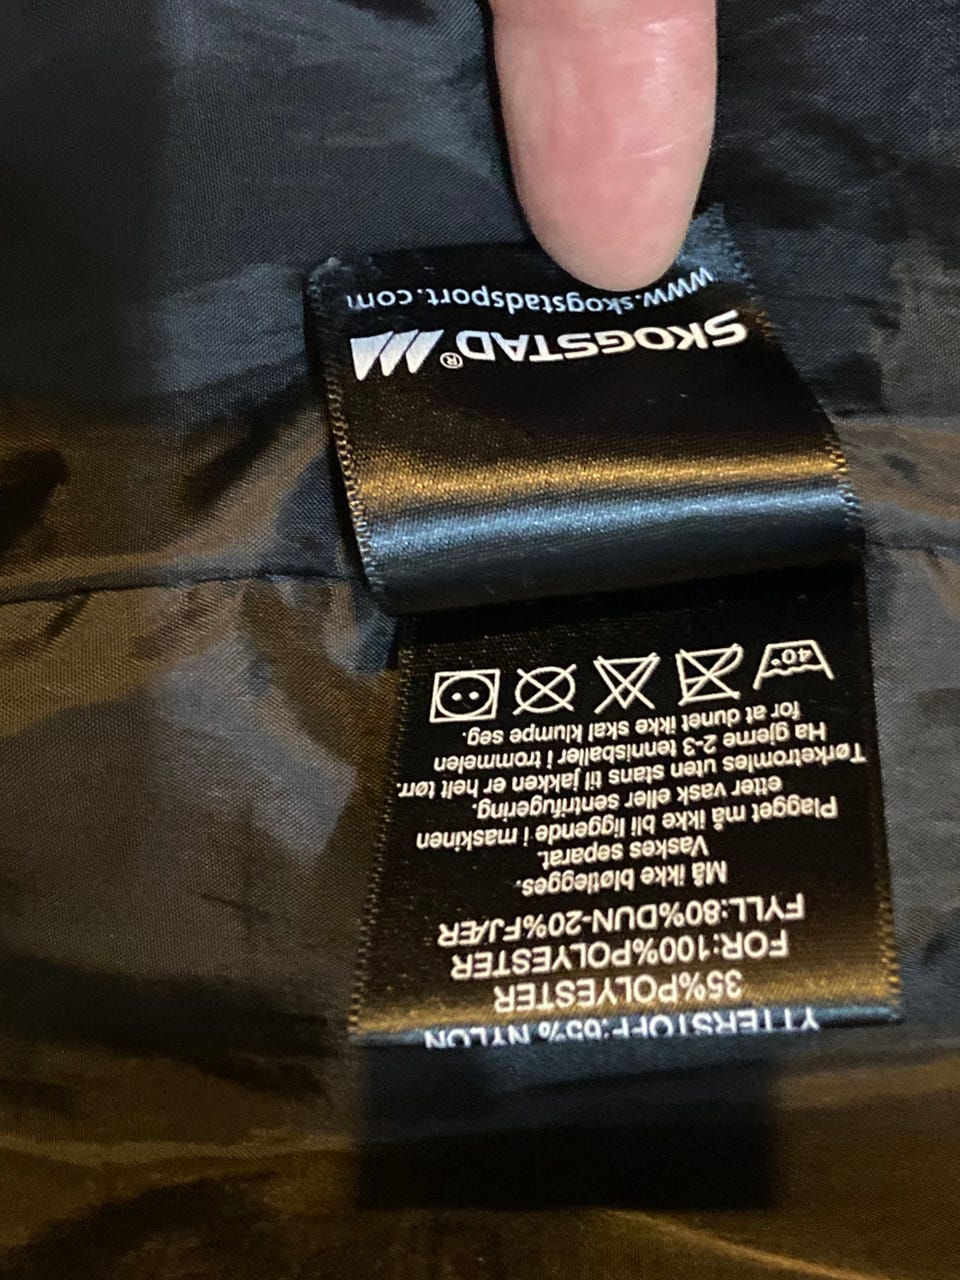 YTTERSTOFF:65% NYLON
35%POLYESTER
FOR:100%POLYESTER
FYLL:80%DUN-20%FJÆR
Må ikke bløtlegges.
Vaskes separat.
Plagget må ikke bli liggende i maskinen
etter vask eller sentrifugering.
Tørketromles uten stans til jakken er helt tørr.
Ha gjerne 2-3 tennisballer i trommelen
for at dunet ikke skal klumpe seg.
40°
SKOGSTAD®
www.skogstadsport.com